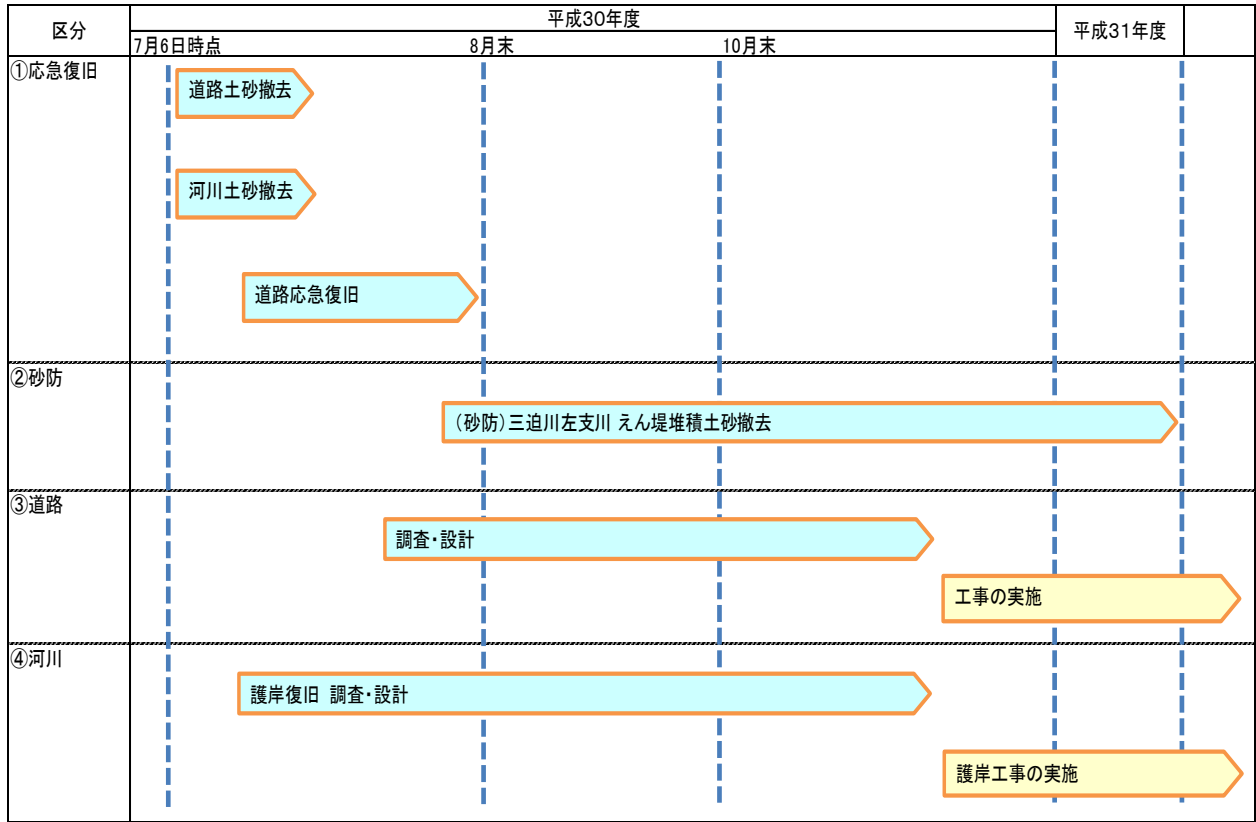 区分
平成30年度
平成31年度
7月6日時点
8月末
10月末
①応急復旧
道路土砂撤去
河川土砂撤去
道路応急復旧
②砂防
(砂防)三迫川左支川 えん堤堆積土砂撤去
③道路
調査・設計
工事の実施
④河川
護岸復旧 調査・設計
護岸工事の実施